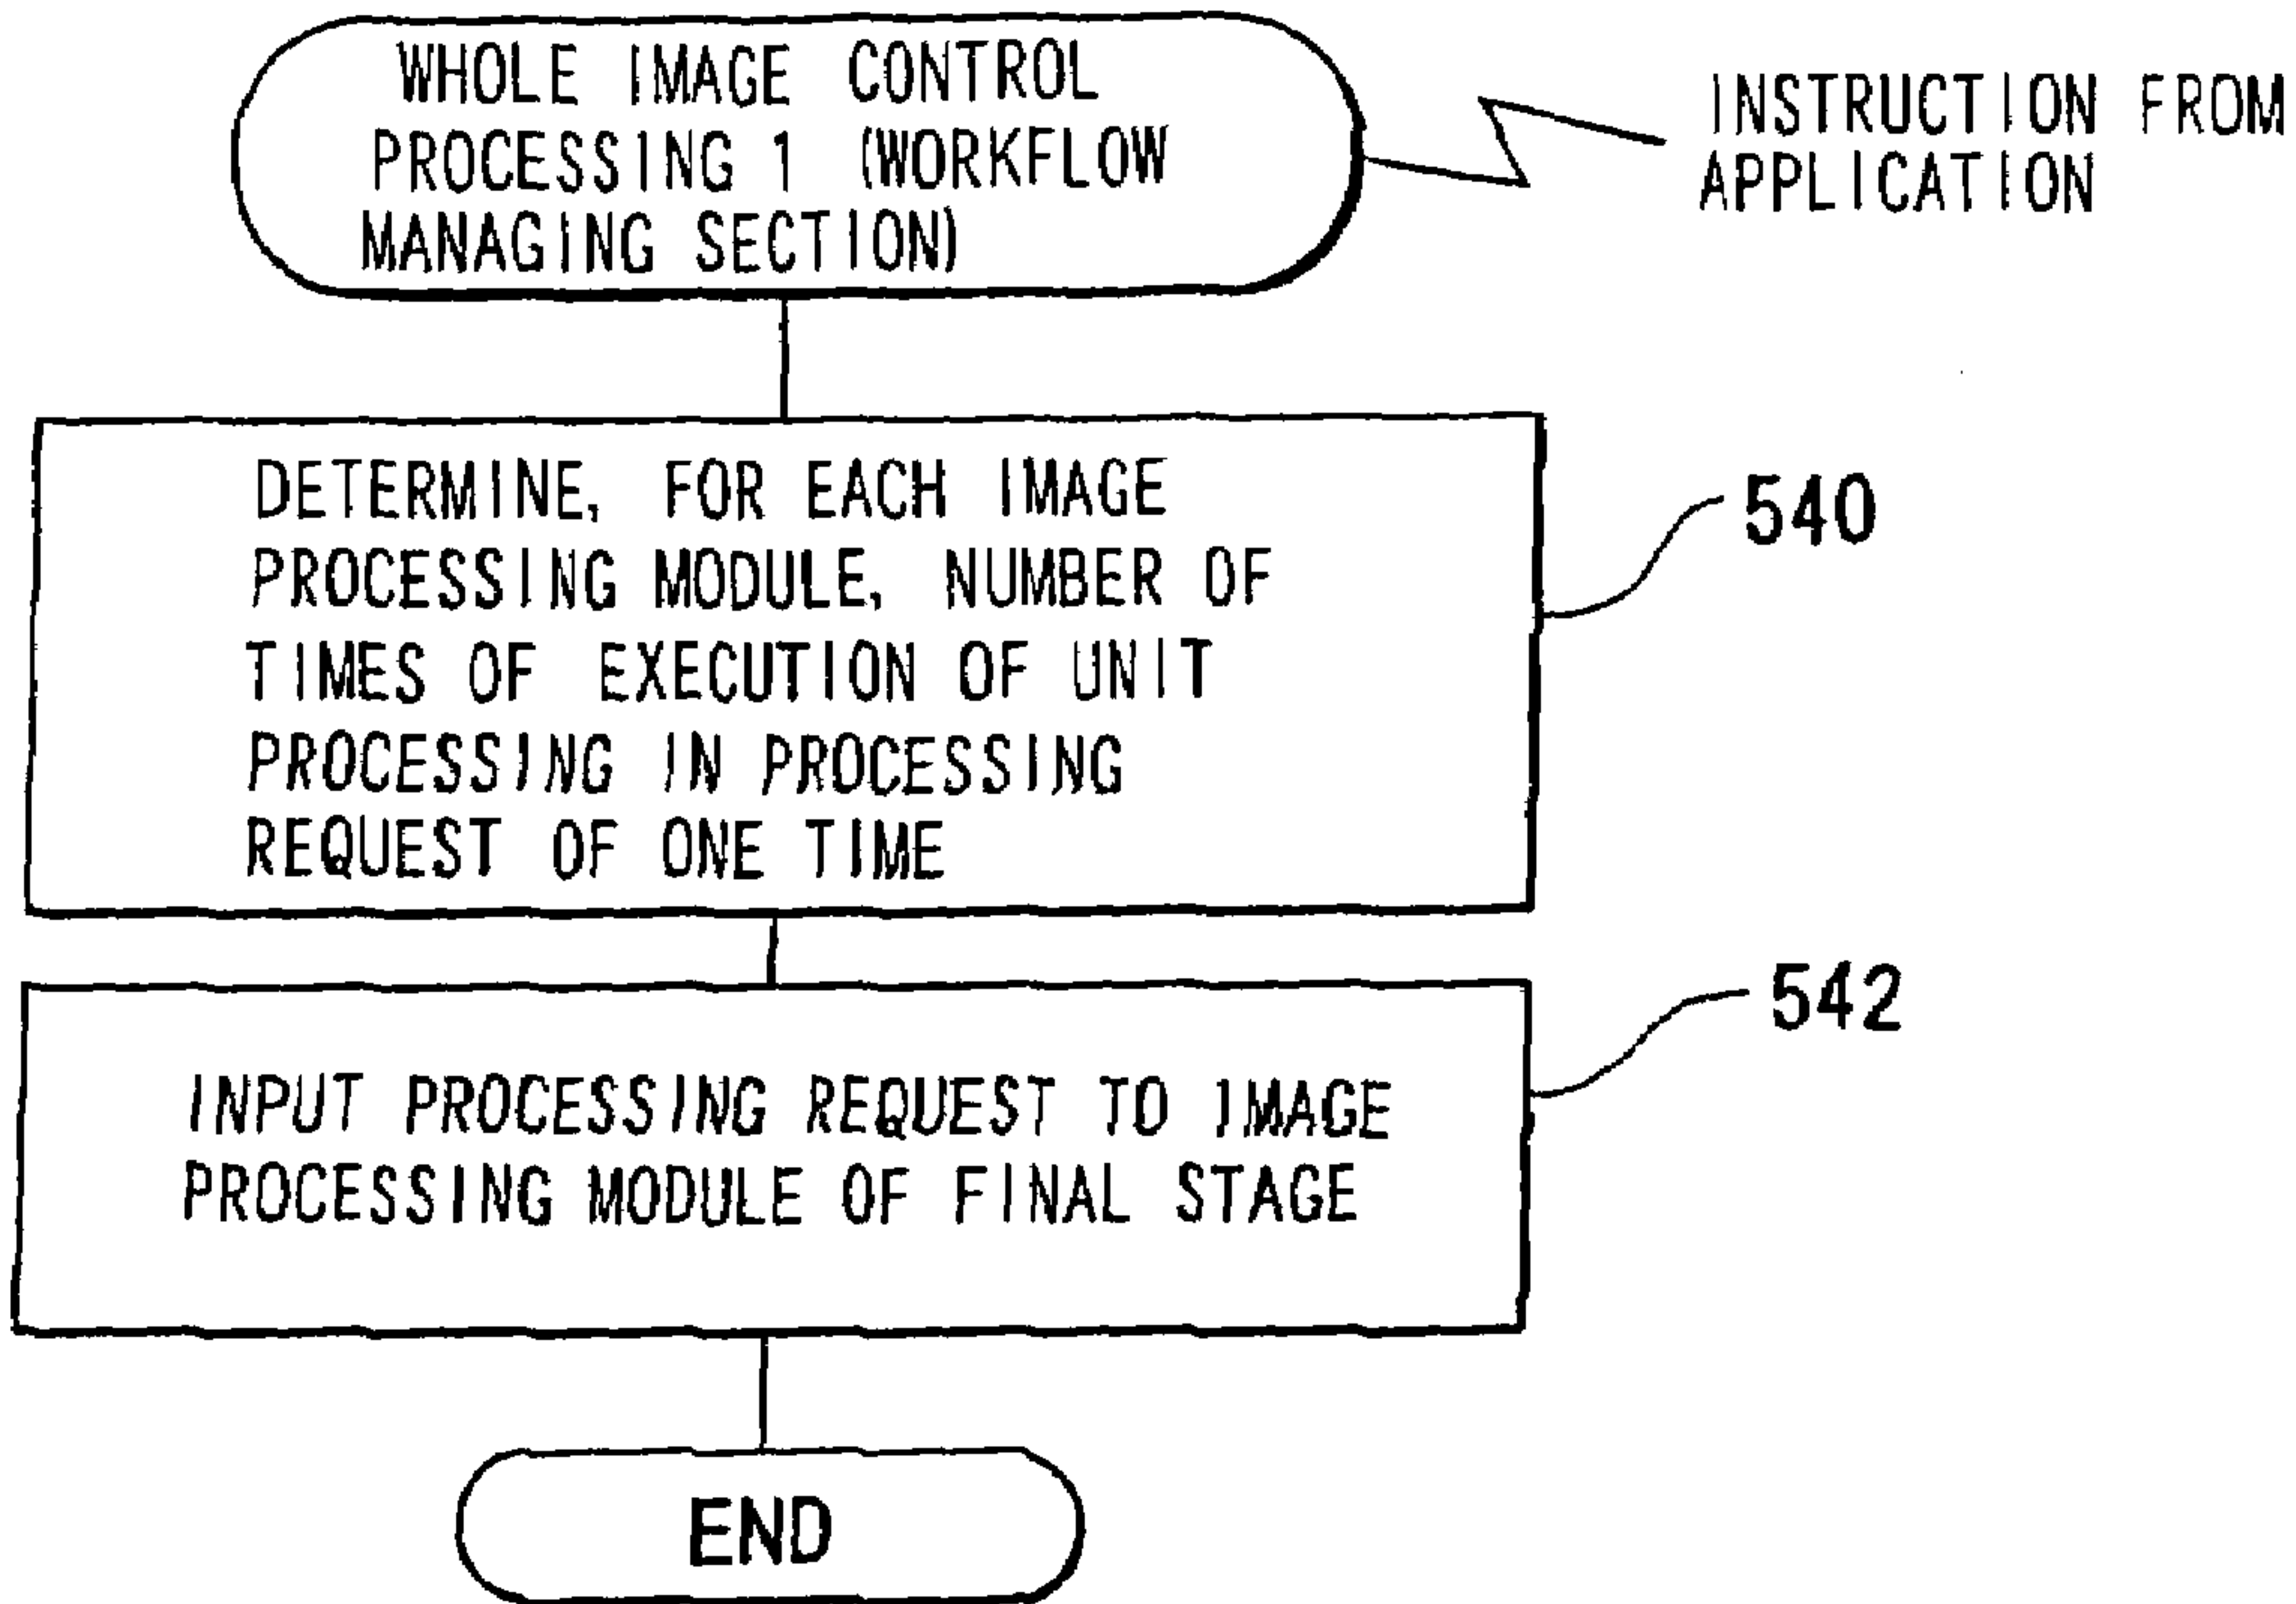 WHOLE IMAGE CONTROL
PROCESSING 1 (WORKFLOW
MANAGING SECTION)
INSTRUCTION FROM
APPLICATION
DETERMINE, FOR EACH IMAGE
PROCESSING MODULE, NUMBER OF
TIMES OF EXECUTION OF UNIT
PROCESSING IN PROCESSING
REQUEST OF ONE TIME
540
INPUT PROCESSING REQUEST TO IMAGE
PROCESSING MODULE OF FINAL STAGE
542
END